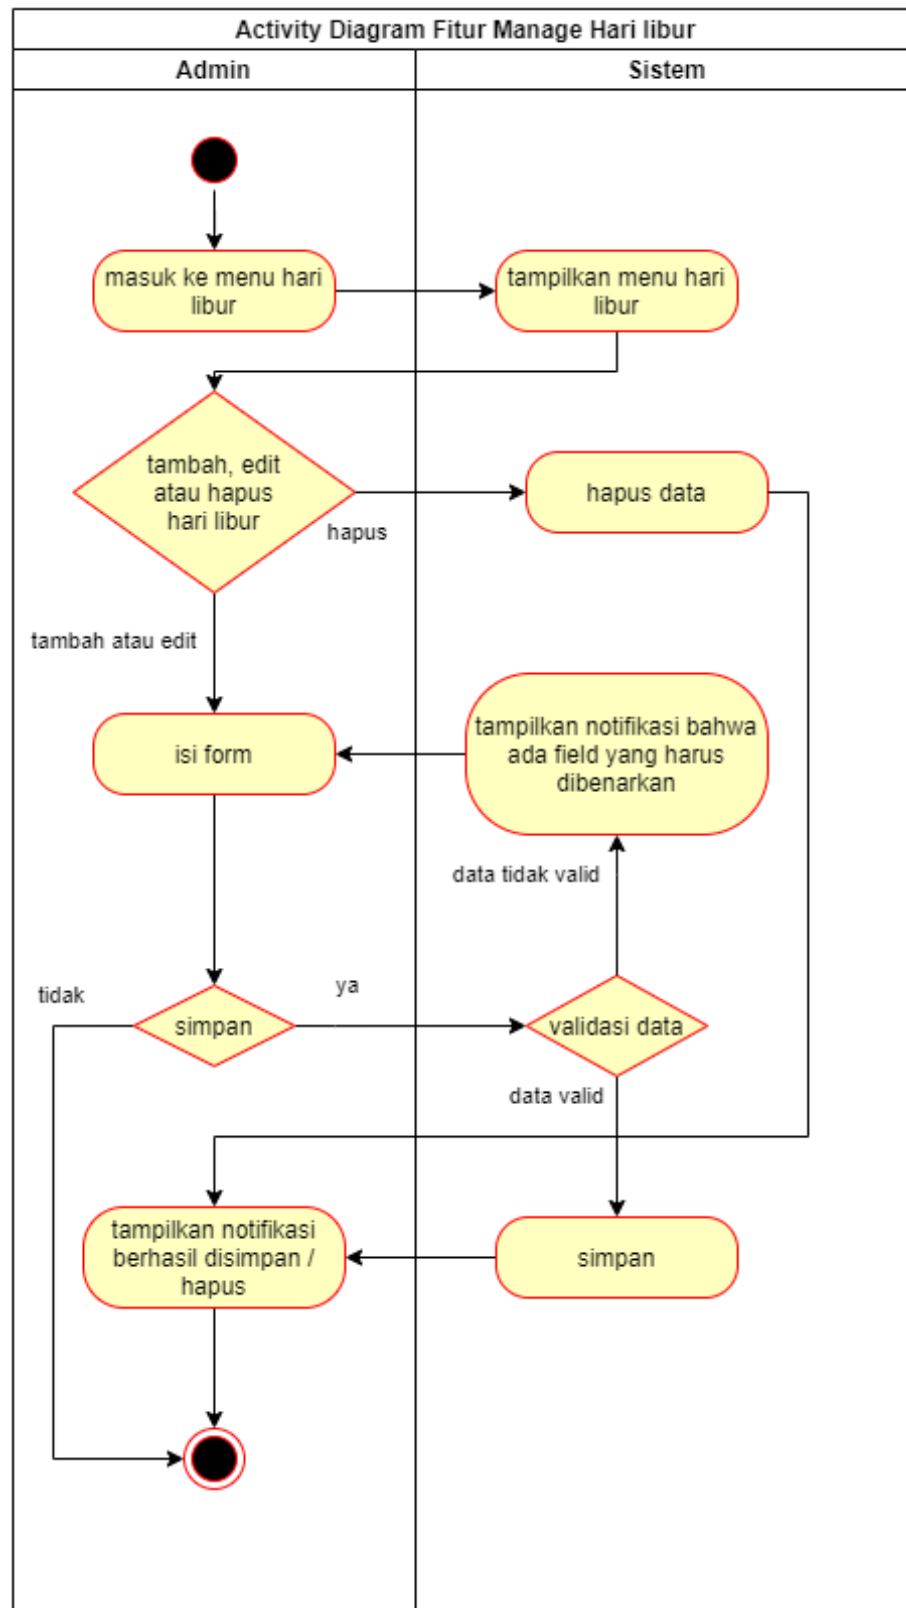 Activity Diagram Fitur Manage Hari libur
Admin
Sistem
masuk ke menu hari
libur
tampilkan menu hari
libur
tambah, edit
atau hapus
hari libur
hapus
hapus data
tambah atau edit
isi form
tampilkan notifikasi bahwa
ada field yang harus
dibenarkan
data tidak valid
tidak
simpan
ya
validasi data
data valid
tampilkan notifikasi
berhasil disimpan /
hapus
simpan